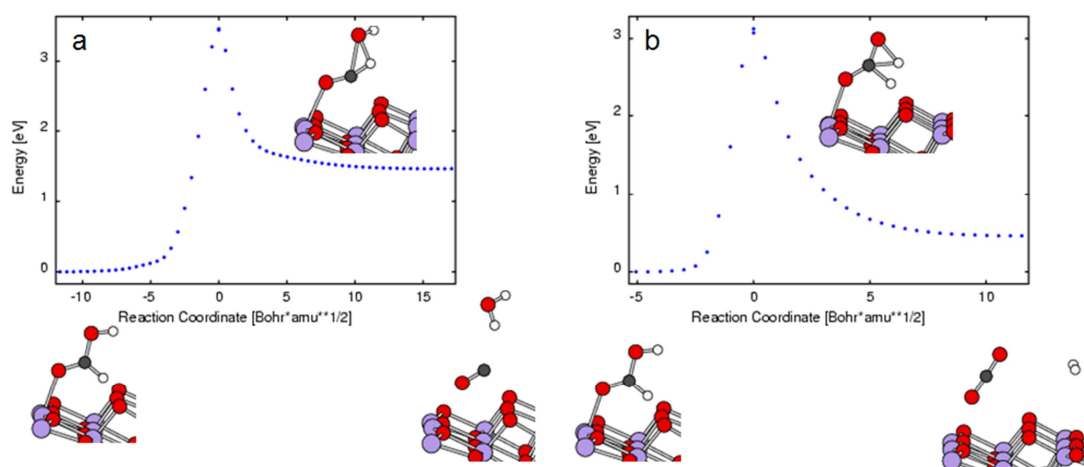 a
3
2
1
0
Energy [eV]
-10 -5 0 5 10 15
Reaction Coordinate [Bohr*amu**1/2]
b
3
2
1
0
Energy [eV]
-5 0 5 10
Reaction Coordinate [Bohr*amu**1/2]